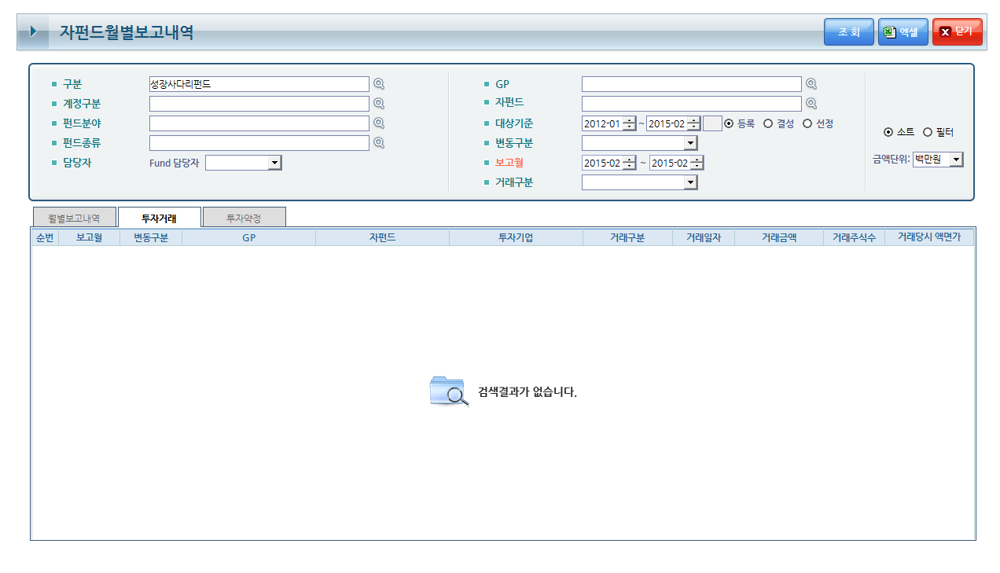 자펀드월별보고내역
조 회 엑셀 닫기
구분 성장사다리펀드 GP
계정구분 자펀드
펀드분야 대상기준 2012-01 ~ 2015-02 등록 결성 선정
소트 필터
펀드종류 변동구분
금액단위: 백만원
담당자 Fund 담당자 보고월 2015-02 ~ 2015-02
거래구분
월별보고내역 투자거래 투자약정
순번 보고월 변동구분 GP 자펀드 투자기업 거래구분 거래일자 거래금액 거래주식수 거래당시 액면가
검색결과가 없습니다.